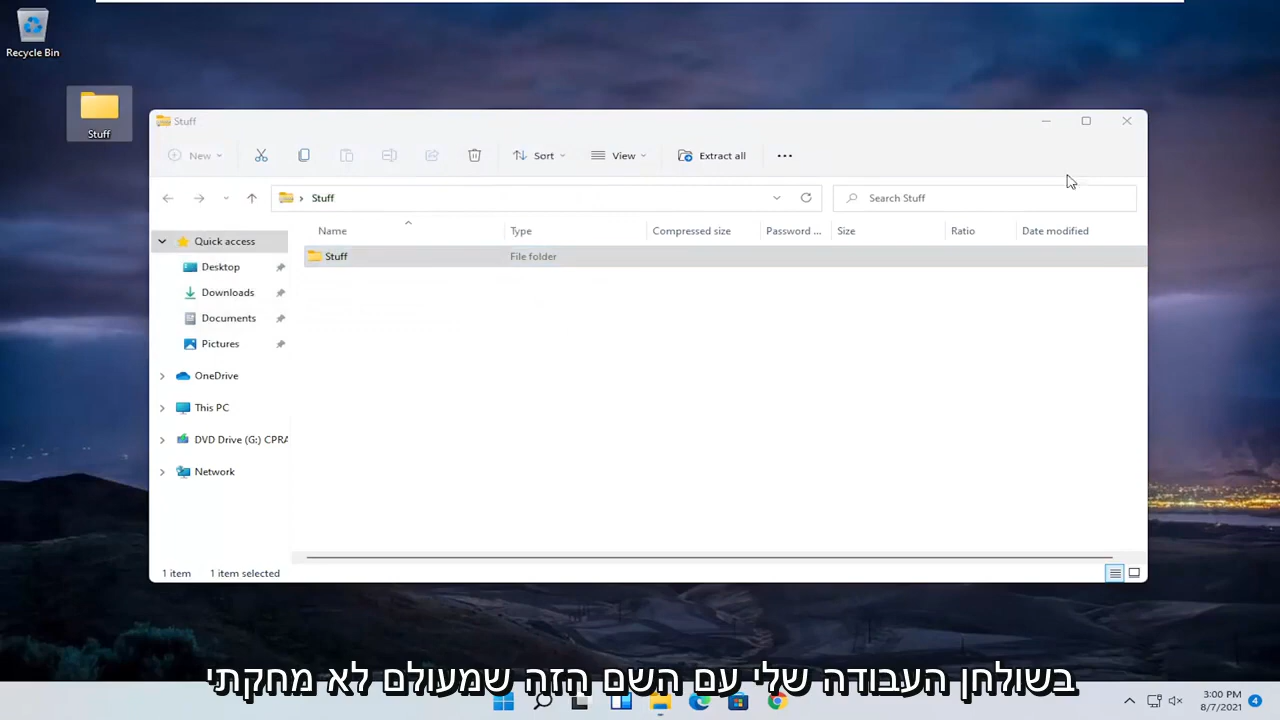 Recycle Bin
Stuff
Stuff
New
Sort
View
Extract all
Stuff
Search Stuff
Name Type Compressed size Password ... Size Ratio Date modified
Stuff File folder
Quick access
Desktop
Downloads
Documents
Pictures
OneDrive
This PC
DVD Drive (G:) CPRA
Network
1 item 1 item selected
בשולחן העבודה שלי עם השם הזה שמעולם לא מחקתי
3:00 PM
8/7/2021
4